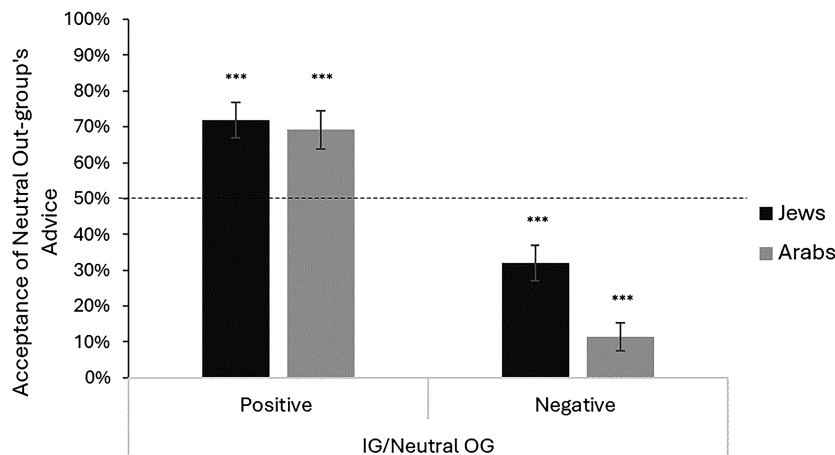 Acceptance of Neutral Out-group's
Advice
100%
90%
80%
70%
60%
50%
40%
30%
20%
10%
0%
*** ***
***
***
Jews
Arabs
Positive Negative
IG/Neutral OG